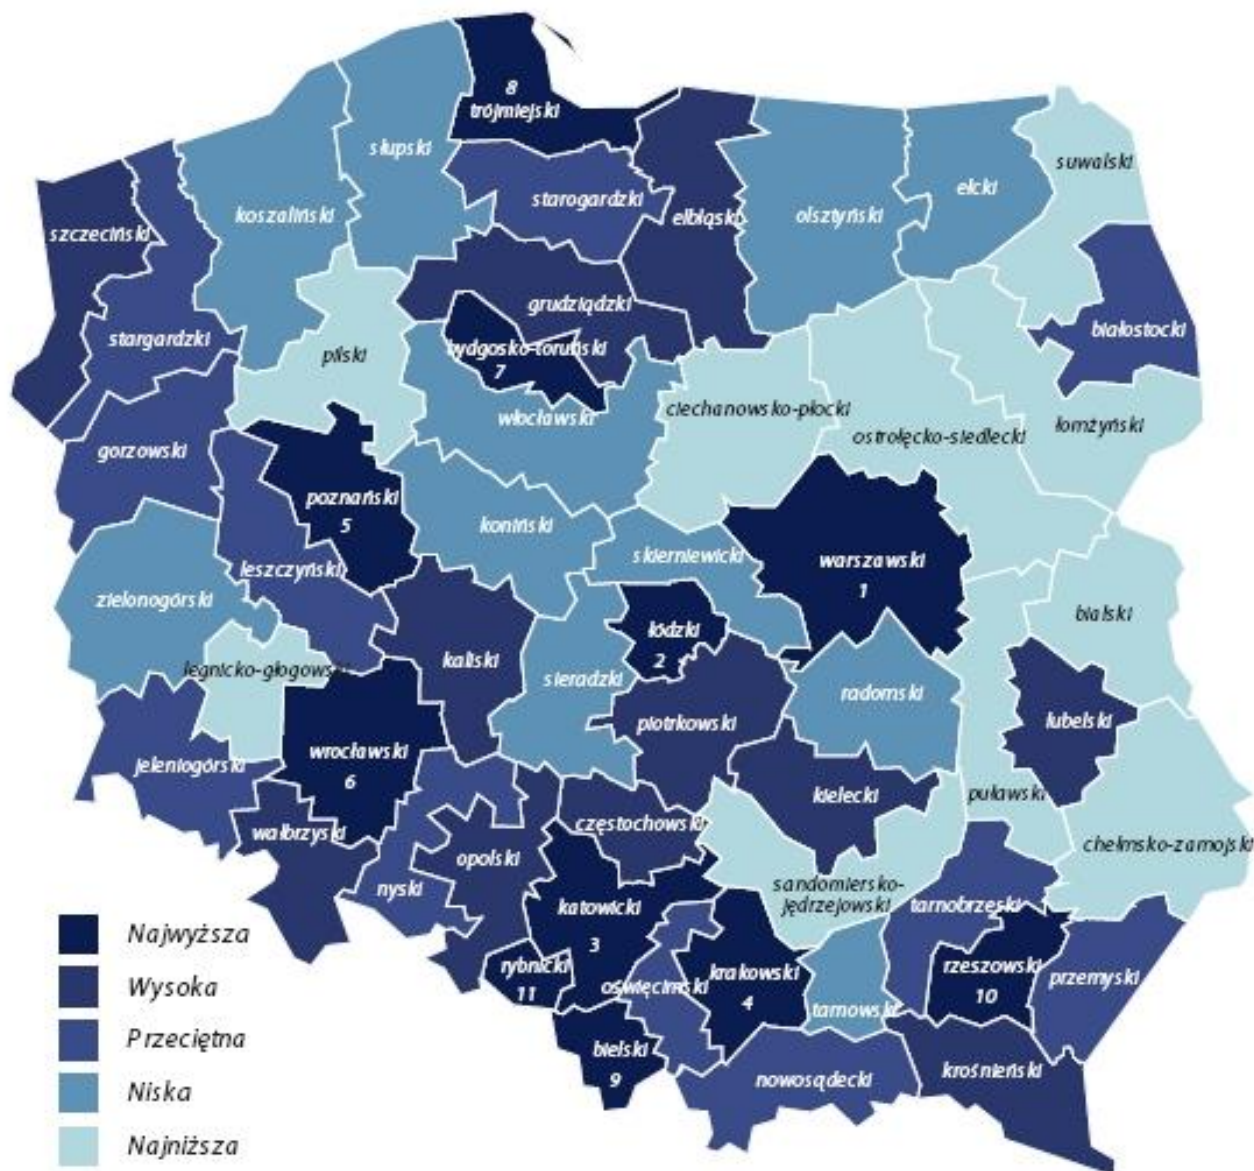 8
trójmiejski
słupski
suwalski
ełcki
starogardzki
koszaliński
elbląski
olsztyński
szczeciński
grudziądzki
białostocki
stargardzki
bydgosko-toruński
7
pilski
ciechanowsko-płocki
włocławski
łomżyński
ostrołęcko-siedlecki
gorzowski
poznański
5
koniński
skierniewicki
warszawski
1
leszczyński
zielonogórski
bialski
łódzki
2
kaliski
legnicko-głogowski
sieradzki
radomski
piotrkowski
lubelski
wrocławski
6
jeleniogórski
kielecki
puławski
wałbrzyski
częstochowski
chełmsko-zamojski
opolski
nyski
sandomiersko-
jędrzejowski
tarnobrzeski
katowicki
3
rybnicki
11
oświęcimski
krakowski
4
rzeszowski
10
przemyski
tarnowski
bielski
9
nowosądecki
krośnieński
Najwyższa
Wysoka
Przeciętna
Niska
Najniższa